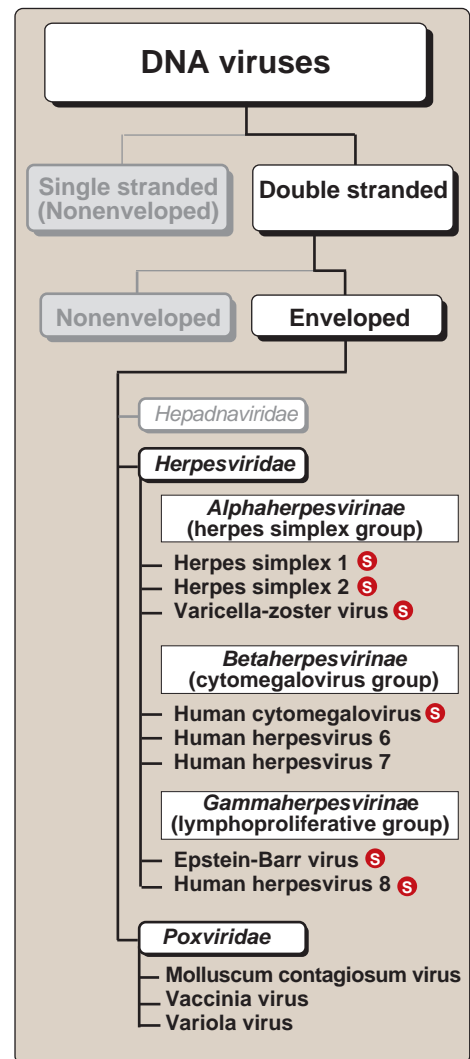 DNA viruses
Single stranded
(Nonenveloped)
Double stranded
Nonenveloped
Enveloped
Hepadnaviridae
Herpesviridae
Alphaherpesvirinae
(herpes simplex group)
Herpes simplex 1 S
Herpes simplex 2 S
Varicella-zoster virus S
Betaherpesvirinae
(cytomegalovirus group)
Human cytomegalovirus S
Human herpesvirus 6
Human herpesvirus 7
Gammaherpesvirinae
(lymphoproliferative group)
Epstein-Barr virus S
Human herpesvirus 8 S
Poxviridae
Molluscum contagiosum virus
Vaccinia virus
Variola virus